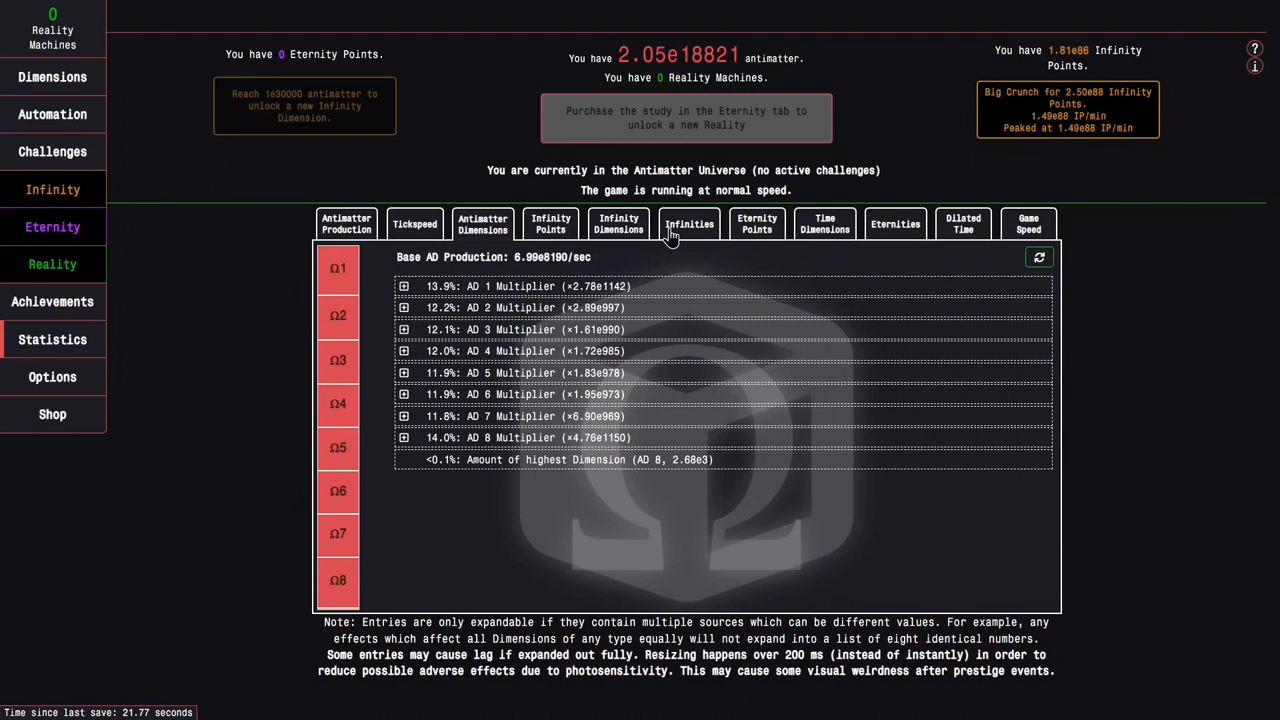 0
Reality
Machines
Dimensions
Automation
Challenges
Infinity
Eternity
Reality
Achievements
Statistics
Options
Shop
You have 0 Eternity Points.
Reach 1e30000 antimatter to
unlock a new Infinity
Dimension.
You have 2.05e18821 antimatter.
You have 0 Reality Machines.
Purchase the study in the Eternity tab to
unlock a new Reality
You have 1.81e86 Infinity
Points.
Big Crunch for 2.50e88 Infinity
Points.
1.49e88 IP/min
Peaked at 1.49e88 IP/min
?
i
You are currently in the Antimatter Universe (no active challenges)
The game is running at normal speed.
Antimatter
Production
Tickspeed
Antimatter
Dimensions
Infinity
Points
Infinity
Dimensions
Infinities
Eternity
Points
Time
Dimensions
Eternities
Dilated
Time
Game
Speed
Ω1
Ω2
Ω3
Ω4
Ω5
Ω6
Ω7
Ω8
Base AD Production: 6.99e8190/sec
13.9%: AD 1 Multiplier (×2.78e1142)
12.2%: AD 2 Multiplier (×2.89e997)
12.1%: AD 3 Multiplier (×1.61e990)
12.0%: AD 4 Multiplier (×1.72e985)
11.9%: AD 5 Multiplier (×1.83e978)
11.9%: AD 6 Multiplier (×1.95e973)
11.8%: AD 7 Multiplier (×6.90e969)
14.0%: AD 8 Multiplier (×4.76e1150)
<0.1%: Amount of highest Dimension (AD 8, 2.68e3)
Note: Entries are only expandable if they contain multiple sources which can be different values. For example, any
effects which affect all Dimensions of any type equally will not expand into a list of eight identical numbers.
Some entries may cause lag if expanded out fully. Resizing happens over 200 ms (instead of instantly) in order to
reduce possible adverse effects due to photosensitivity. This may cause some visual weirdness after prestige events.
Time since last save: 21.77 seconds